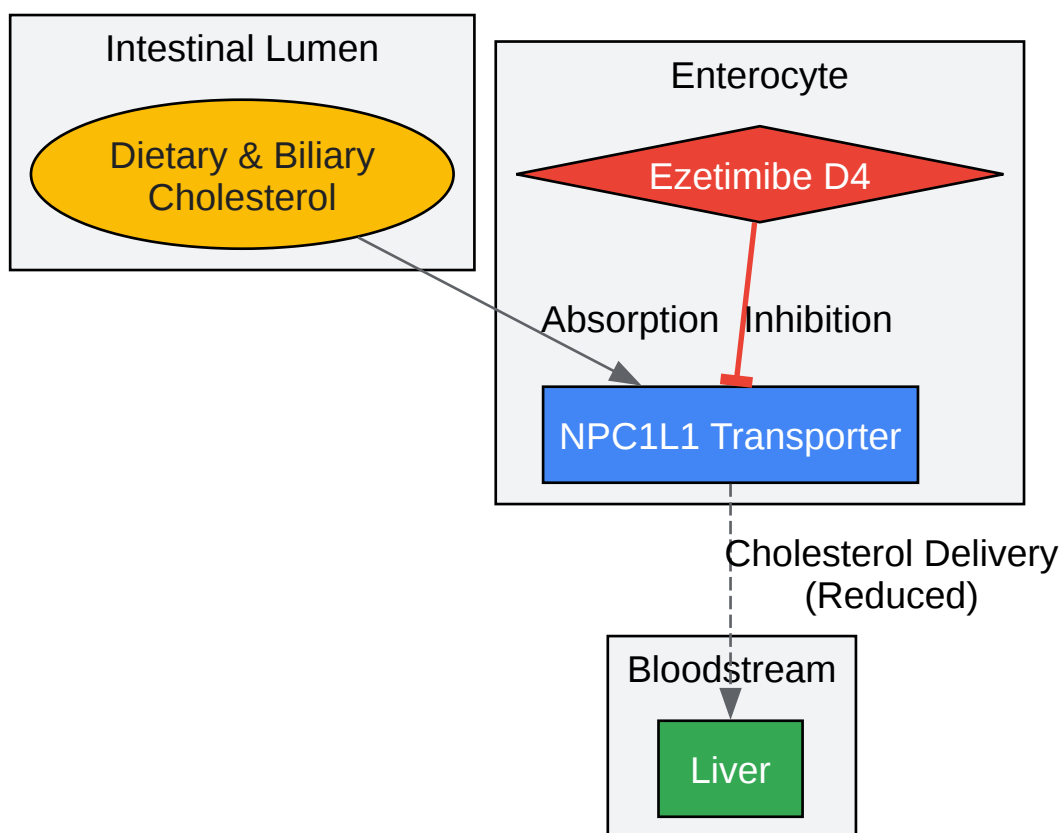 Intestinal Lumen
Dietary & Biliary
Cholesterol
Enterocyte
Ezetimibe D4
Absorption
Inhibition
NPC1L1 Transporter
Cholesterol Delivery
(Reduced)
Bloodstream
Liver